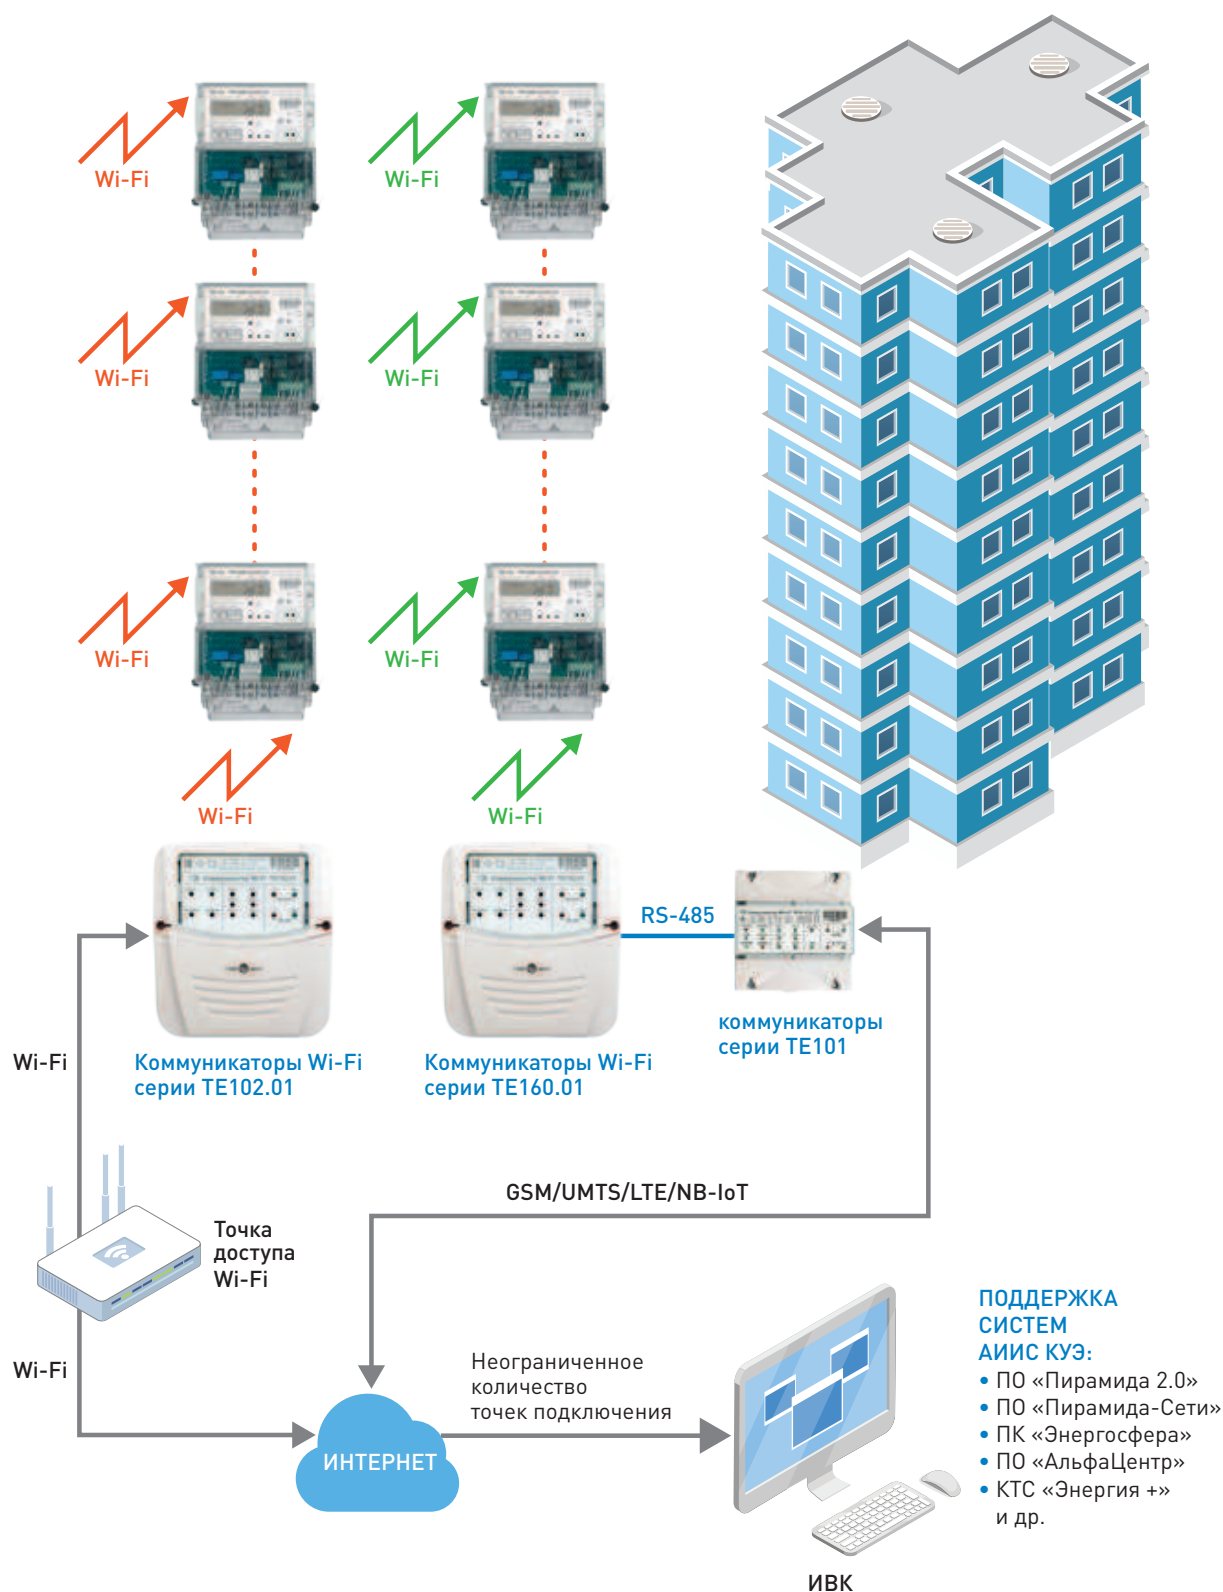 Wi-Fi
Wi-Fi
Wi-Fi
Wi-Fi
Wi-Fi
Wi-Fi
Wi-Fi
Wi-Fi
RS-485
Коммуникаторы Wi-Fi
серии TE102.01
Коммуникаторы Wi-Fi
серии TE160.01
коммуникаторы
серии TE101
Wi-Fi
GSM/UMTS/LTE/NB-IoT
Точка
доступа
Wi-Fi
Wi-Fi
Неограниченное
количество
точек подключения
ИНТЕРНЕТ
ПОДДЕРЖКА
СИСТЕМ
АИИС КУЭ:
• ПО «Пирамида 2.0»
• ПО «Пирамида-Сети»
• ПК «Энергосфера»
• ПО «АльфаЦентр»
• КТС «Энергия +»
и др.
ИВК